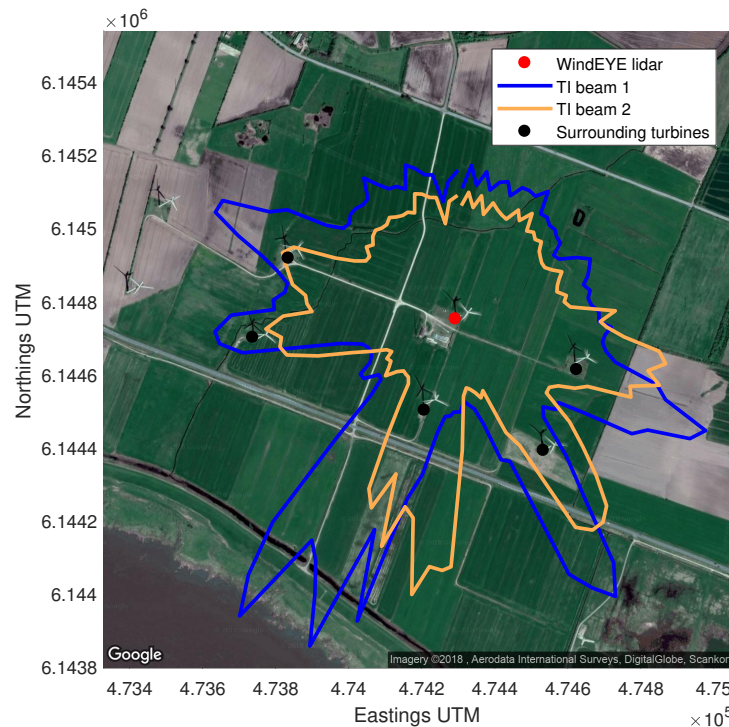 ×10⁶
6.1454
6.1452
6.145
6.1448
6.1446
6.1444
6.1442
6.144
6.1438
Northings UTM
WindEYE lidar
TI beam 1
TI beam 2
Surrounding turbines
Google
Imagery ©2018 , Aerodata International Surveys, DigitalGlobe, Scankor
4.734 4.736 4.738 4.74 4.742 4.744 4.746 4.748 4.75
×10⁵
Eastings UTM